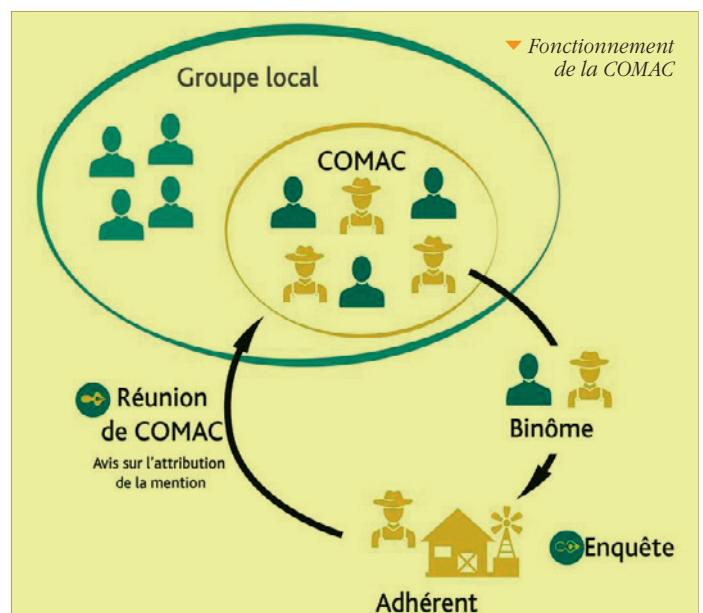 Fonctionnement
de la COMAC
Groupe local
COMAC
Réunion
de COMAC
Avis sur l'attribution
de la mention
Binôme
Enquête
Adhérent